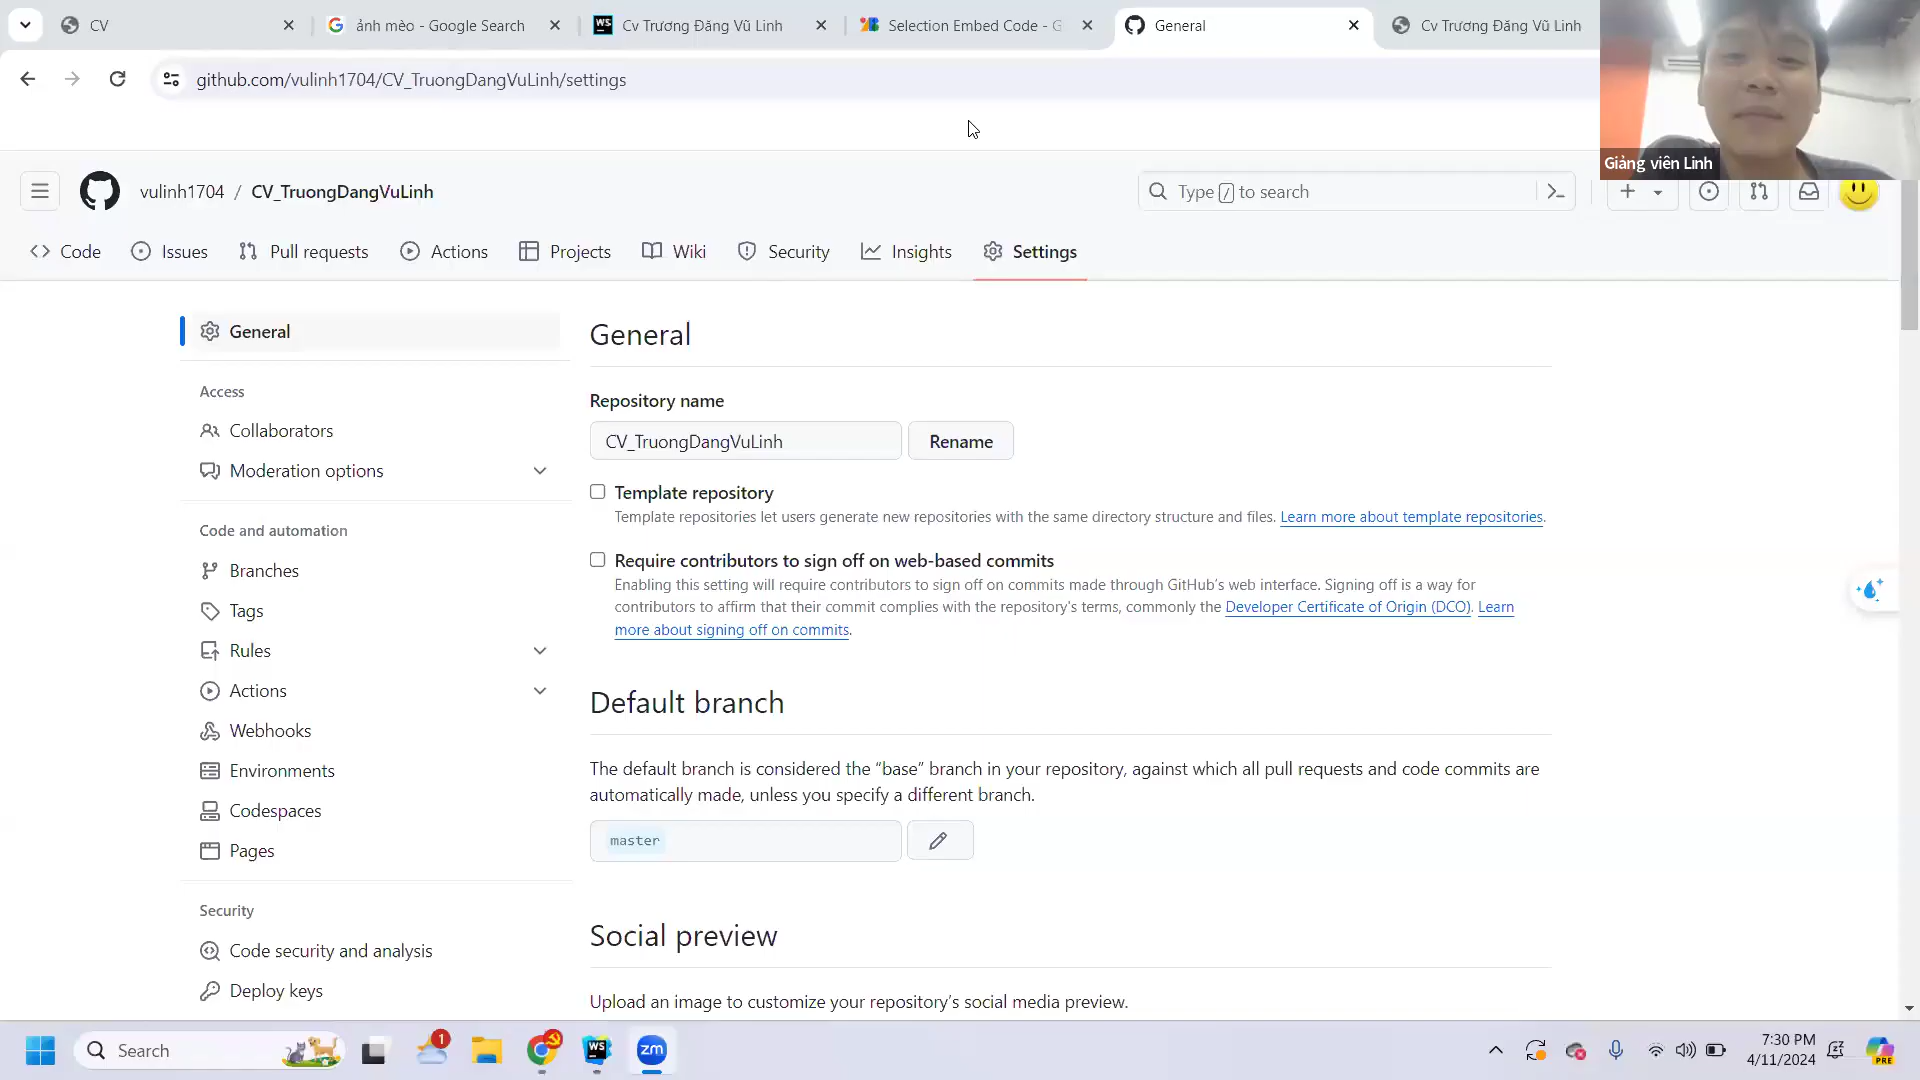 CV
ảnh mèo - Google Search
WS
Cv Trương Đăng Vũ Linh
Selection Embed Code - G
General
Cv Trương Đăng Vũ Linh
github.com/vulinh1704/CV_TruongDangVuLinh/settings
Giảng viên Linh
vulinh1704 / CV_TruongDangVuLinh
Type / to search
Code
Issues
Pull requests
Actions
Projects
Wiki
Security
Insights
Settings
General
Access
Collaborators
Moderation options
Code and automation
Branches
Tags
Rules
Actions
Webhooks
Environments
Codespaces
Pages
Security
Code security and analysis
Deploy keys
General
Repository name
CV_TruongDangVuLinh
Rename
Template repository
Template repositories let users generate new repositories with the same directory structure and files. Learn more about template repositories.
Require contributors to sign off on web-based commits
Enabling this setting will require contributors to sign off on commits made through GitHub's web interface. Signing off is a way for
contributors to affirm that their commit complies with the repository's terms, commonly the Developer Certificate of Origin (DCO). Learn
more about signing off on commits.
Default branch
The default branch is considered the “base” branch in your repository, against which all pull requests and code commits are
automatically made, unless you specify a different branch.
master
Social preview
Upload an image to customize your repository's social media preview.
Search
1
WS
zm
7:30 PM
4/11/2024
PRE